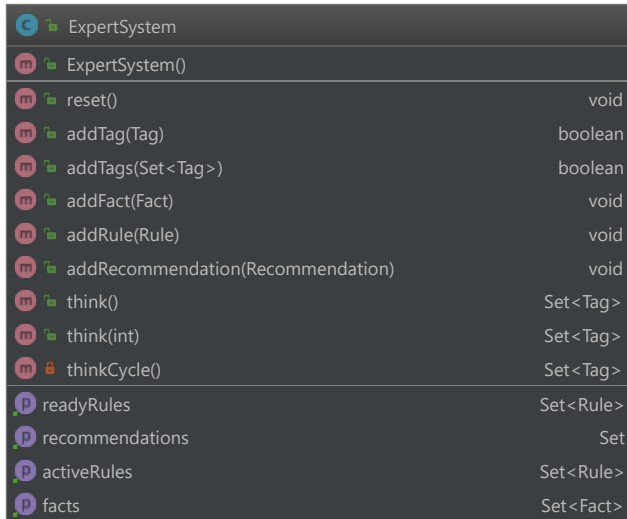 C ExpertSystem
m ExpertSystem()
m reset() void
m addTag(Tag) boolean
m addTags(Set<Tag>) boolean
m addFact(Fact) void
m addRule(Rule) void
m addRecommendation(Recommendation) void
m think() Set<Tag>
m think(int) Set<Tag>
m thinkCycle() Set<Tag>
p readyRules Set<Rule>
p recommendations Set
p activeRules Set<Rule>
p facts Set<Fact>